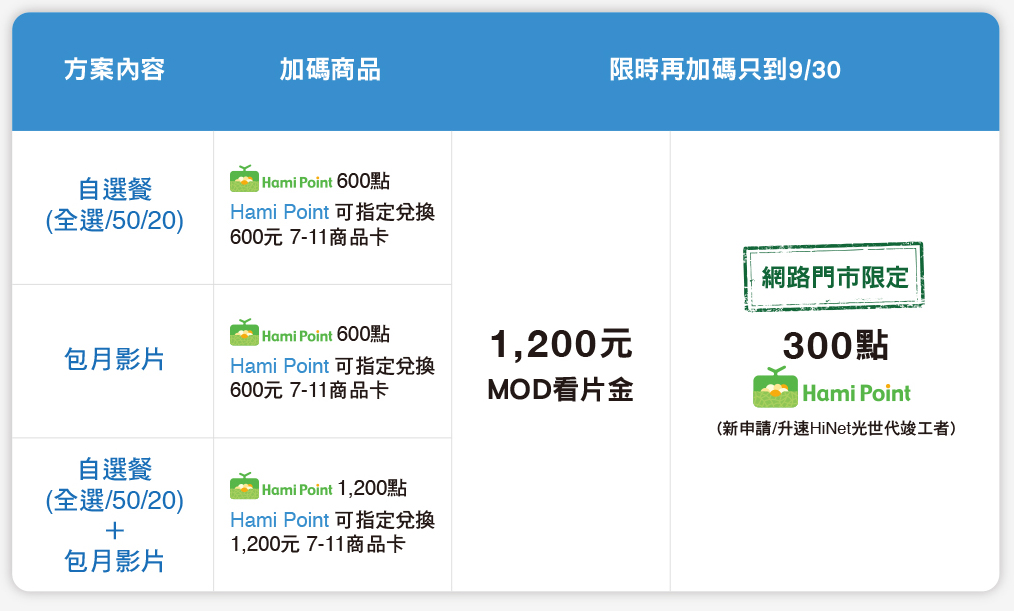 方案內容
加碼商品
限時再加碼只到9/30
自選餐
(全選/50/20)
Hami Point 600點
Hami Point 可指定兌換
600元 7-11商品卡
包月影片
Hami Point 600點
Hami Point 可指定兌換
600元 7-11商品卡
自選餐
(全選/50/20)
+
包月影片
Hami Point 1,200點
Hami Point 可指定兌換
1,200元 7-11商品卡
1,200元
MOD看片金
網路門市限定
300點
Hami Point
(新申請/升速HiNet光世代竣工者)